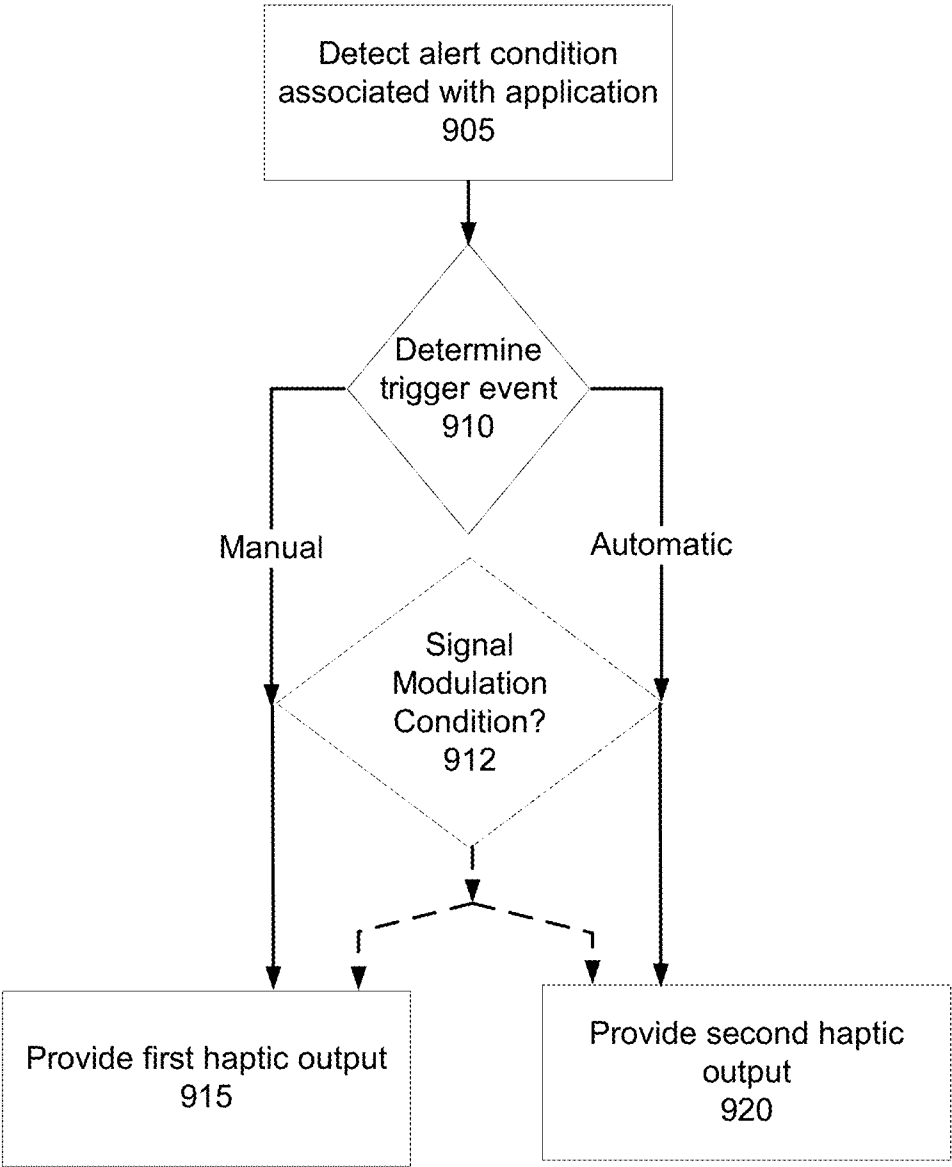 Detect alert condition
associated with application
905
Determine
trigger event
910
Manual
Automatic
Signal
Modulation
Condition?
912
Provide first haptic output
915
Provide second haptic
output
920